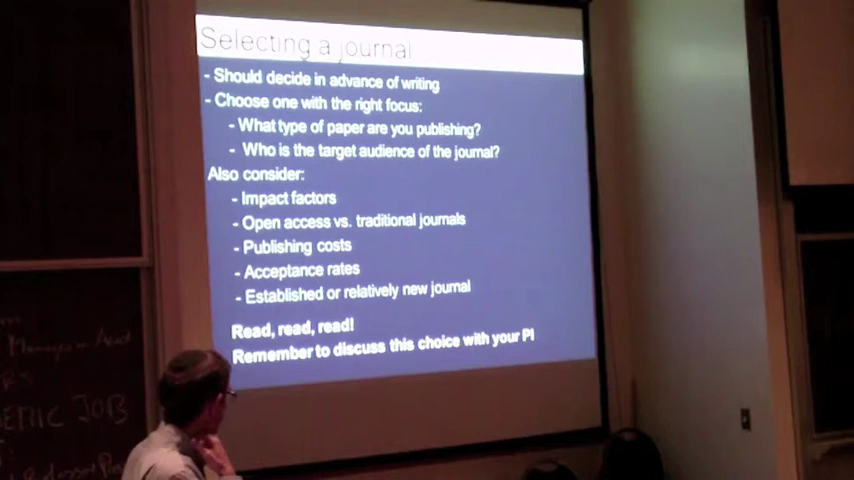 Selecting a journal
- Should decide in advance of writing
- Choose one with the right focus:
- What type of paper are you publishing?
- Who is the target audience of the journal?
Also consider:
- Impact factors
- Open access vs. traditional journals
- Publishing costs
- Acceptance rates
- Established or relatively new journal
Read, read, read!
Remember to discuss this choice with your PI
JOB